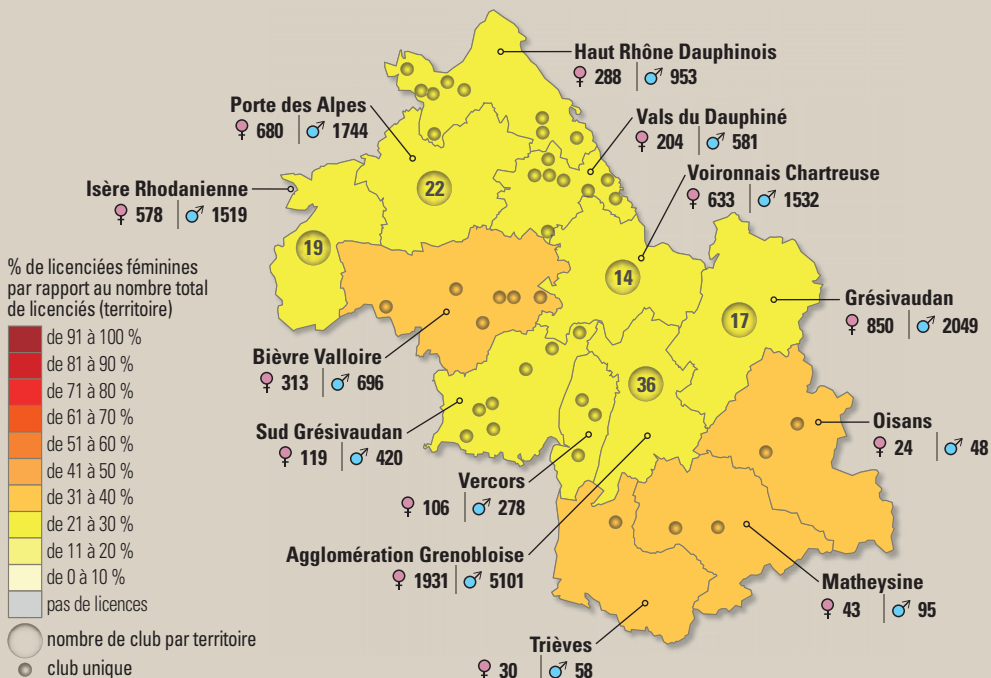 Haut Rhône Dauphinois
♀ 288 | ♂ 953
Porte des Alpes
♀ 680 | ♂ 1744
Vals du Dauphiné
♀ 204 | ♂ 581
Isère Rhodanienne
♀ 578 | ♂ 1519
Voironnais Chartreuse
♀ 633 | ♂ 1532
22
19
14
17
36
Grésivaudan
♀ 850 | ♂ 2049
Bièvre Valloire
♀ 313 | ♂ 696
Sud Grésivaudan
♀ 119 | ♂ 420
Oisans
♀ 24 | ♂ 48
Vercors
♀ 106 | ♂ 278
Agglomération Grenobloise
♀ 1931 | ♂ 5101
Matheysine
♀ 43 | ♂ 95
Trièves
♀ 30 | ♂ 58
% de licenciées féminines
par rapport au nombre total
de licenciés (territoire)
de 91 à 100 %
de 81 à 90 %
de 71 à 80 %
de 61 à 70 %
de 51 à 60 %
de 41 à 50 %
de 31 à 40 %
de 21 à 30 %
de 11 à 20 %
de 0 à 10 %
pas de licences
nombre de club par territoire
club unique